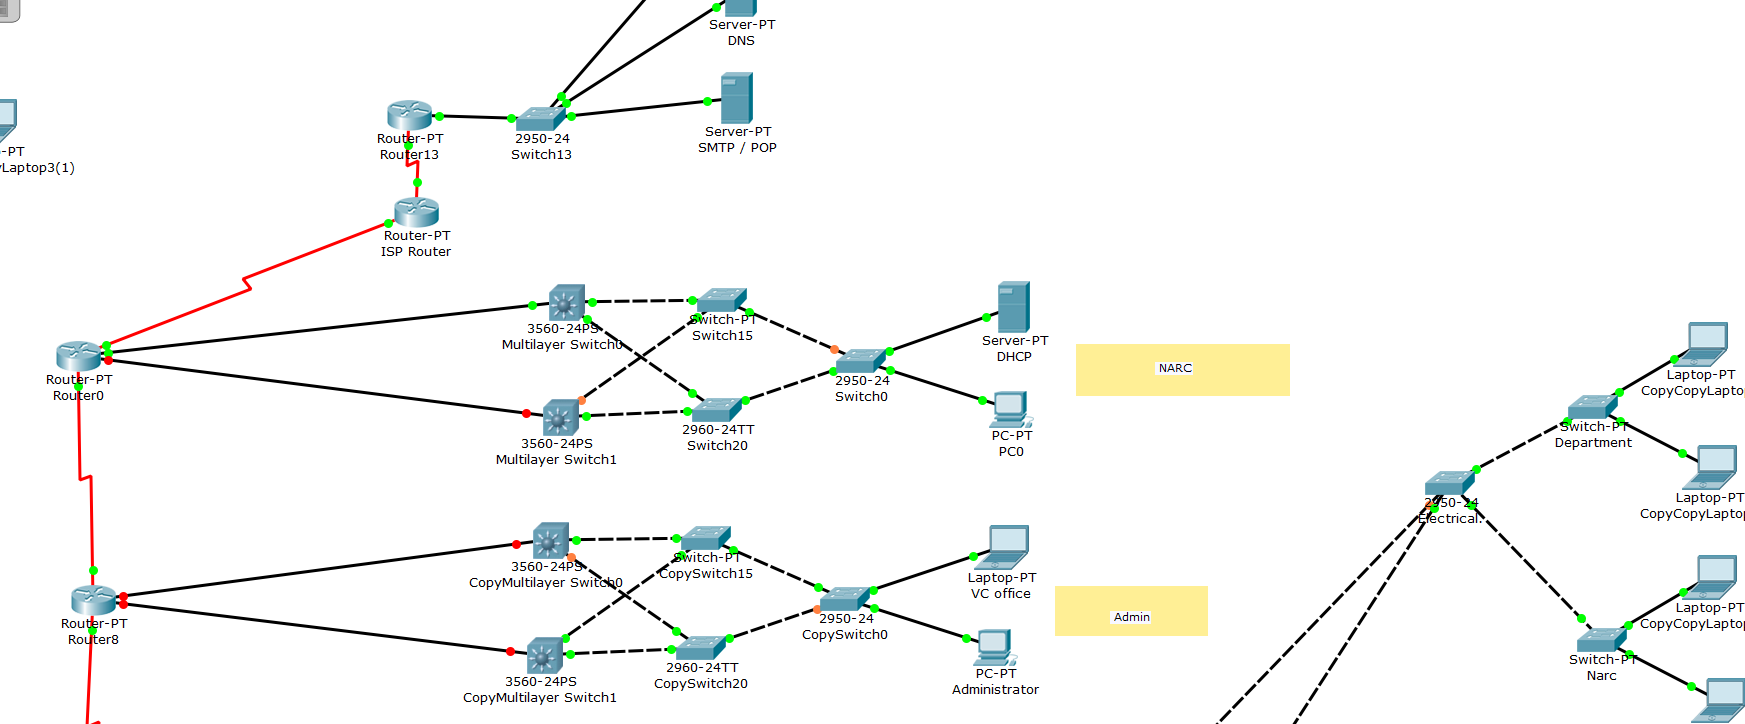 Server-PT
DNS
Server-PT
SMTP / POP
Router-PT
Router13
2950-24
Switch13
-PT
Laptop3(1)
Router-PT
ISP Router
3560-24PS
Multilayer Switch0
Switch-PT
Switch15
Server-PT
DHCP
Router-PT
Router0
2950-24
Switch0
NARC
3560-24PS
Multilayer Switch1
2960-24TT
Switch20
PC-PT
PC0
Laptop-PT
CopyCopyLapto
Switch-PT
Department
Laptop-PT
CopyCopyLapto
2950-24
Electrical.
3560-24PS
CopyMultilayer Switch0
Switch-PT
CopySwitch15
Laptop-PT
VC office
Router-PT
Router8
2950-24
CopySwitch0
Admin
3560-24PS
CopyMultilayer Switch1
2960-24TT
CopySwitch20
PC-PT
Administrator
Laptop-PT
CopyCopyLapto
Switch-PT
Narc